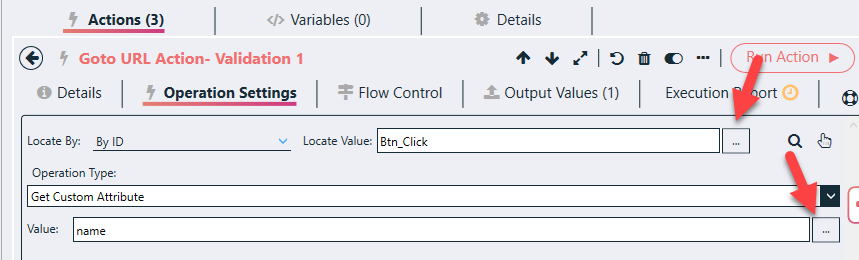 Actions (3) Variables (0) Details
Goto URL Action- Validation 1 Run Action
Details Operation Settings Flow Control Output Values (1) Execution Report
Locate By: By ID Locate Value: Btn_Click ...
Operation Type:
Get Custom Attribute
Value: name ...